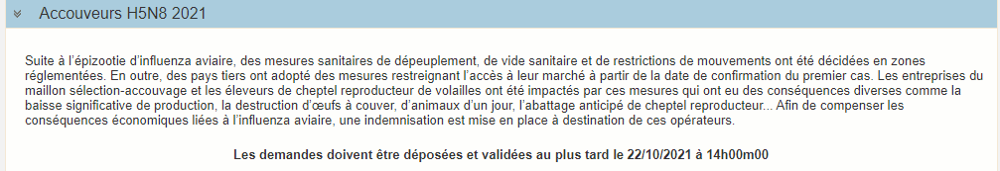 Accouveurs H5N8 2021
Suite à l'épizootie d'influenza aviaire, des mesures sanitaires de dépeuplement, de vide sanitaire et de restrictions de mouvements ont été décidées en zones
réglementées. En outre, des pays tiers ont adopté des mesures restreignant l'accès à leur marché à partir de la date de confirmation du premier cas. Les entreprises du
maillon sélection-accouvage et les éleveurs de cheptel reproducteur de volailles ont été impactés par ces mesures qui ont eu des conséquences diverses comme la
baisse significative de production, la destruction d'œufs à couver, d'animaux d'un jour, l'abattage anticipé de cheptel reproducteur... Afin de compenser les
conséquences économiques liées à l'influenza aviaire, une indemnisation est mise en place à destination de ces opérateurs.
Les demandes doivent être déposées et validées au plus tard le 22/10/2021 à 14h00m00